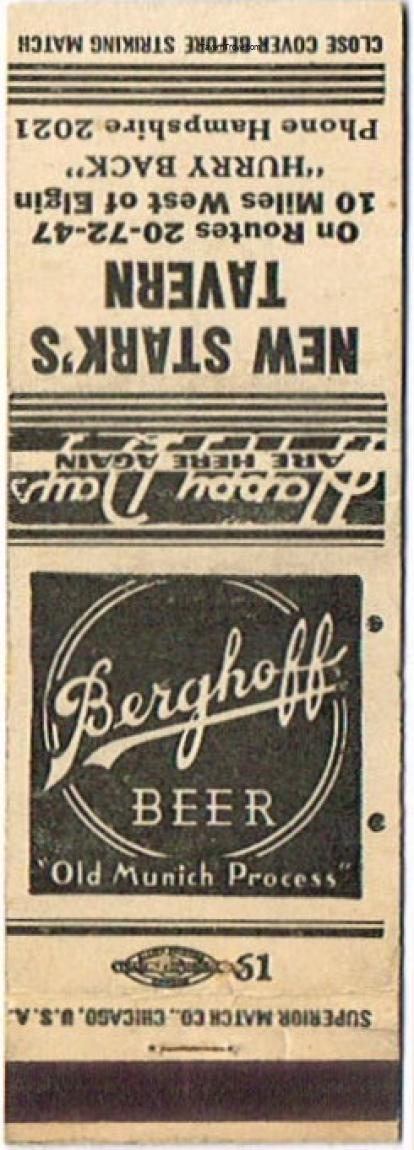 CLOSE COVER BEFORE STRIKING MATCH
Phone Hampshire 2021
"HURRY BACK"
10 Miles West of Elgin
On Routes 20-72-47
TAVERN
NEW STARK'S
Happy Days
ARE HERE AGAIN
Berghoff
BEER
"Old Munich Process"
19
SUPERIOR MATCH CO., CHICAGO, U.S.A.